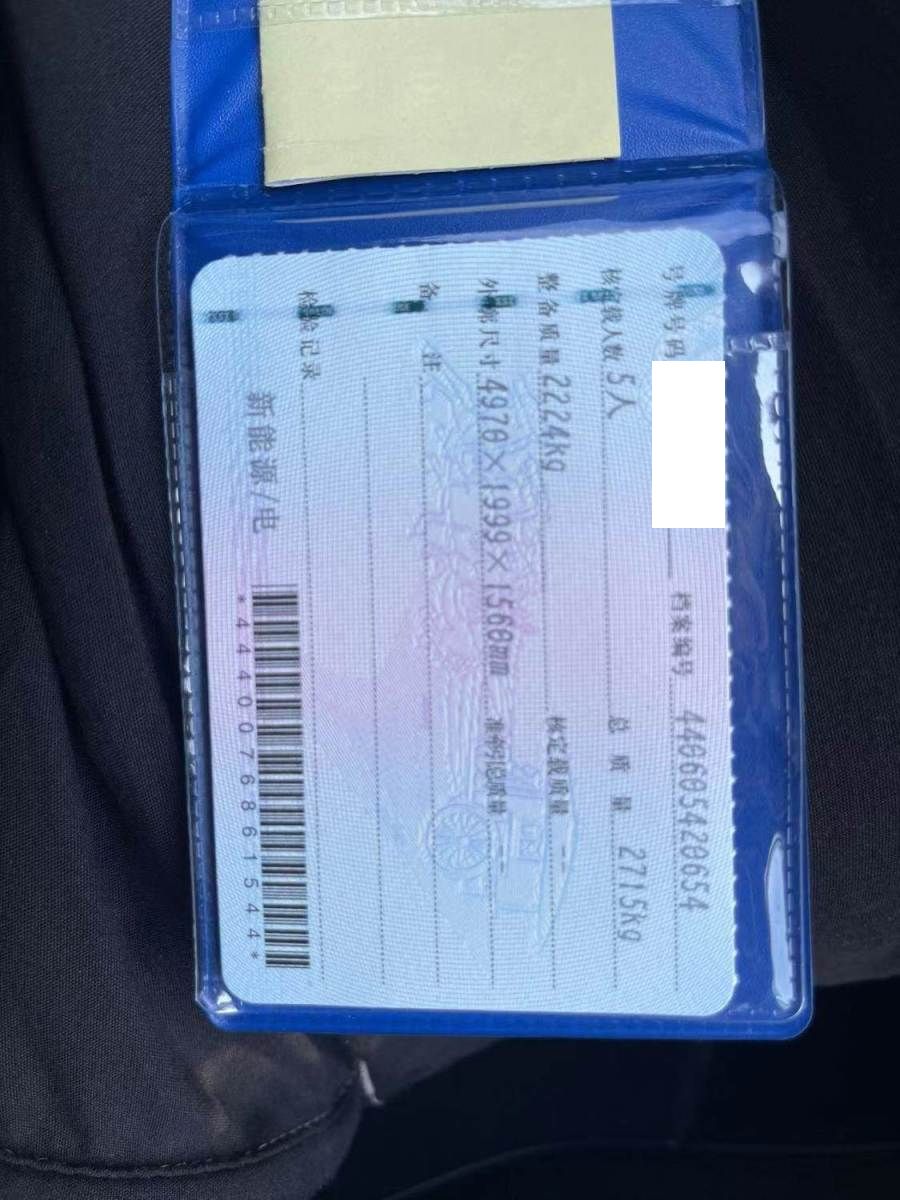 号牌号码 档案编号 440605420654
核定载人数 5人 总质量 2715kg
整备质量 2224kg 核定载质量 --
外廓尺寸 4970×1999×1560mm 准牵引总质量 --
备注
检验记录
新能源/电
*4440076861544*